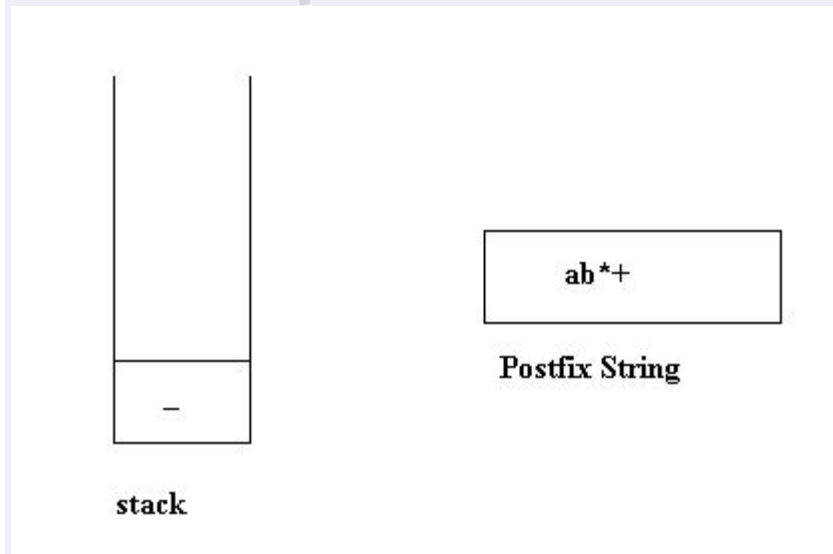 ab*+
Postfix String
–
stack